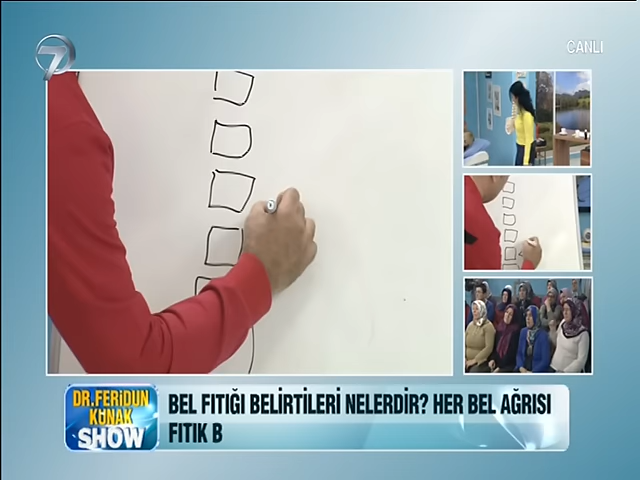 7
CANLI
DR.FERİDUN
KUNAK
SHOW
BEL FITIĞI BELİRTİLERİ NELERDİR? HER BEL AĞRISI
FITIK B